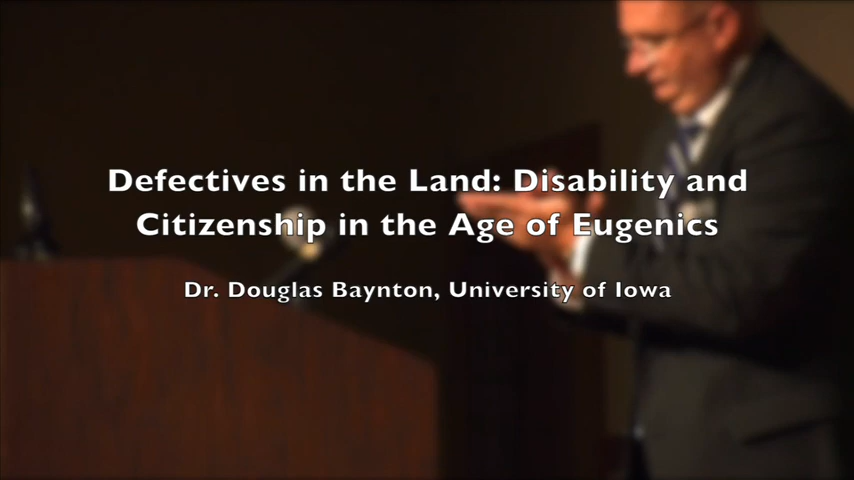 Defectives in the Land: Disability and
Citizenship in the Age of Eugenics
Dr. Douglas Baynton, University of Iowa